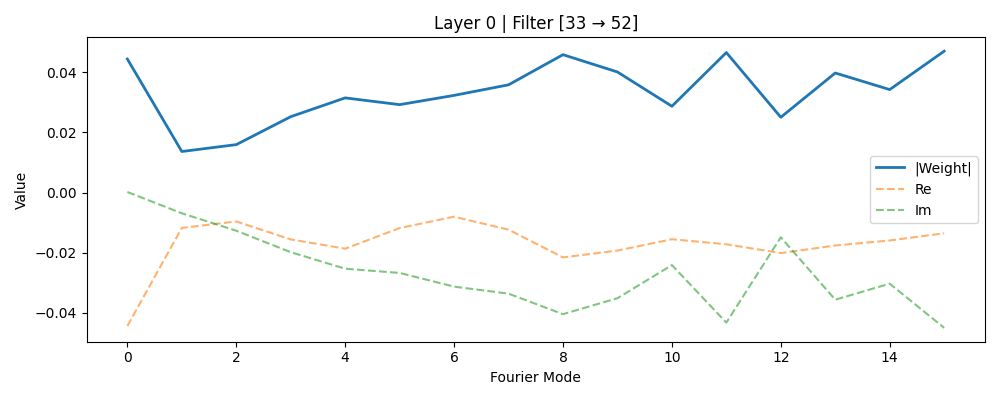 Layer 0 | Filter [33 → 52]
Value
0.04
0.02
0.00
−0.02
−0.04
|Weight|
Re
Im
0 2 4 6 8 10 12 14
Fourier Mode